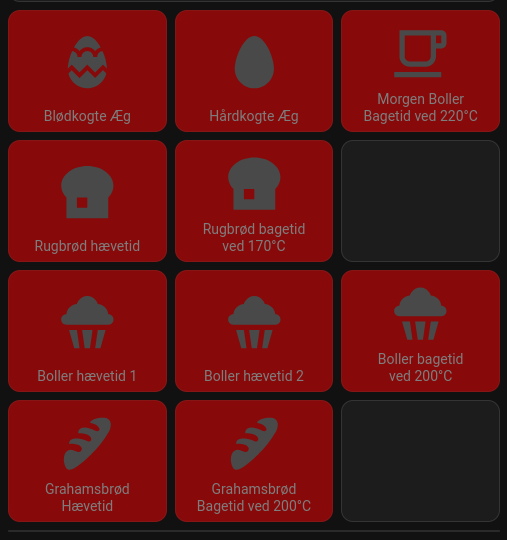 Blødkogte Æg
Hårdkogte Æg
Morgen Boller
Bagetid ved 220°C
Rugbrød hævetid
Rugbrød bagetid
ved 170°C
Boller hævetid 1
Boller hævetid 2
Boller bagetid
ved 200°C
Grahamsbrød
Hævetid
Grahamsbrød
Bagetid ved 200°C